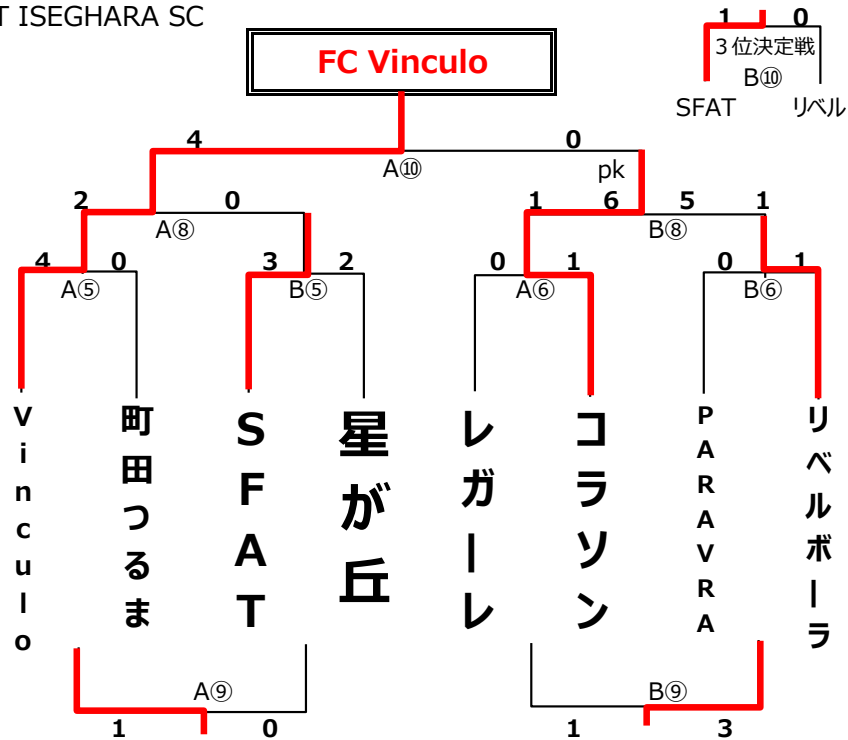 T ISEGHARA SC
1 0
3位決定戦
B⑩
SFAT リベル
FC Vinculo
4 0
A⑩ pk
2 0 1 6 5 1
A⑧ B⑧
4 0 3 2 0 1 0 1
A⑤ B⑤ A⑥ B⑥
Vinculo
町田つるま
SFAT
星が丘
レガーレ
コラソン
PARAVRA
リベルボーラ
A⑨ B⑨
1 0 1 3